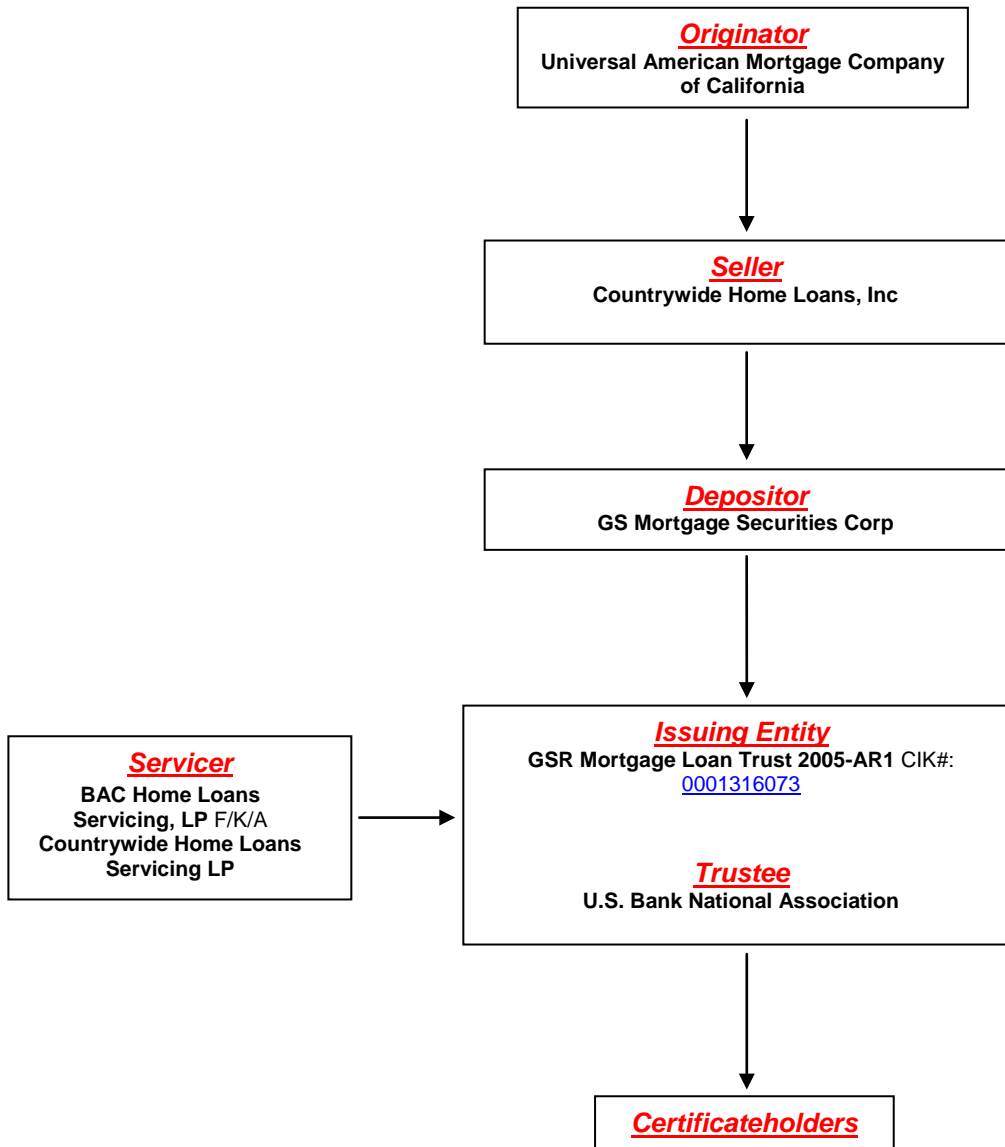 Originator
Universal American Mortgage Company
of California
Seller
Countrywide Home Loans, Inc
Depositor
GS Mortgage Securities Corp
Issuing Entity
GSR Mortgage Loan Trust 2005-AR1 CIK#:
0001316073
Servicer
BAC Home Loans
Servicing, LP F/K/A
Countrywide Home Loans
Servicing LP
Trustee
U.S. Bank National Association
Certificateholders